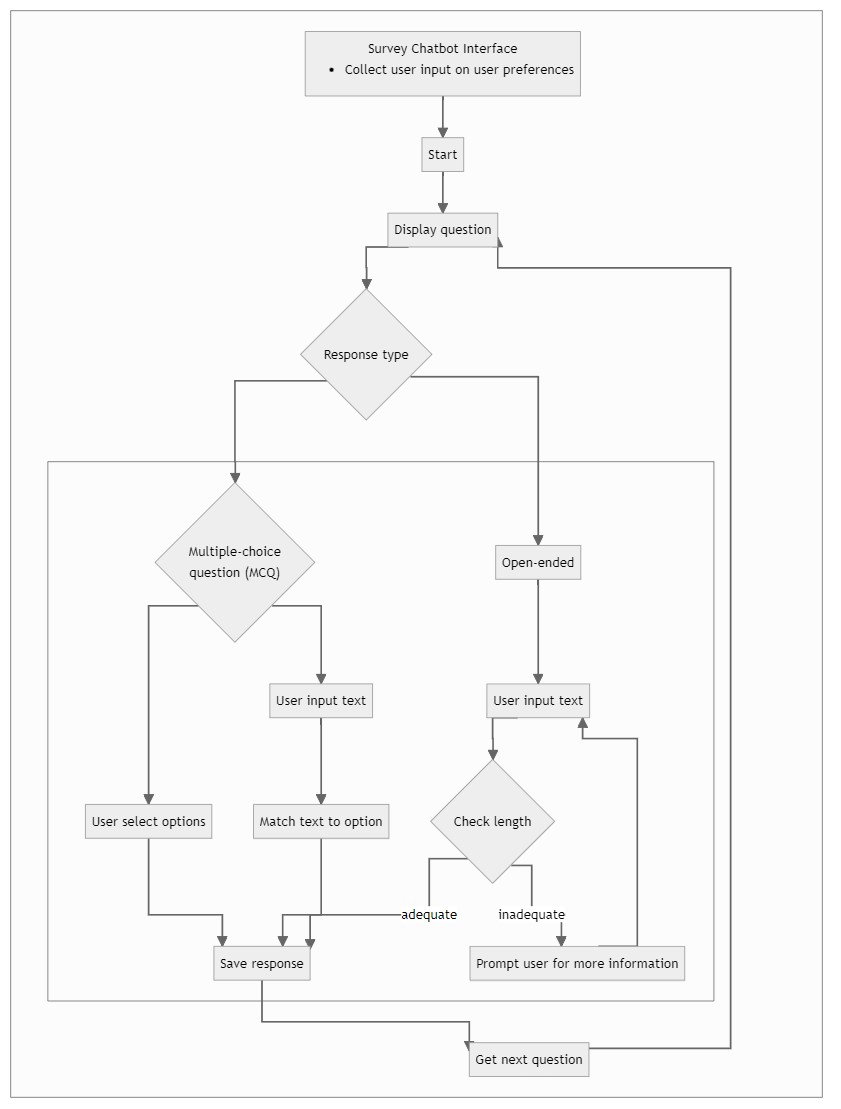 Survey Chatbot Interface
• Collect user input on user preferences
Start
Display question
Response type
Multiple-choice
question (MCQ)
Open-ended
User input text
User input text
User select options
Match text to option
Check length
adequate
inadequate
Save response
Prompt user for more information
Get next question